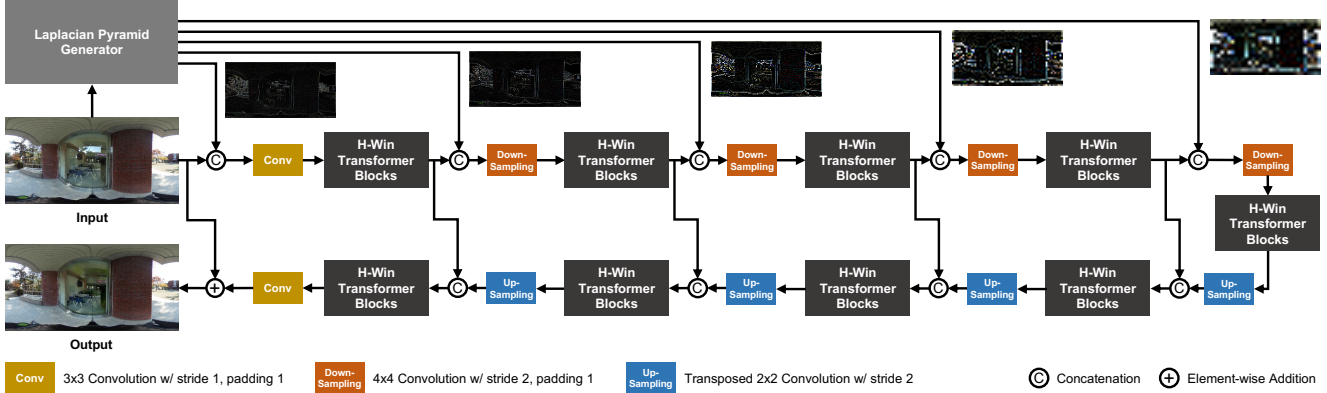 Laplacian Pyramid
Generator
C
Conv
H-Win
Transformer
Blocks
C
Down-
Sampling
H-Win
Transformer
Blocks
C
Down-
Sampling
H-Win
Transformer
Blocks
C
Down-
Sampling
H-Win
Transformer
Blocks
C
Down-
Sampling
Input
H-Win
Transformer
Blocks
Conv
H-Win
Transformer
Blocks
C
Up-
Sampling
H-Win
Transformer
Blocks
C
Up-
Sampling
H-Win
Transformer
Blocks
C
Up-
Sampling
H-Win
Transformer
Blocks
C
Up-
Sampling
Output
Conv 3x3 Convolution w/ stride 1, padding 1
Down-
Sampling
4x4 Convolution w/ stride 2, padding 1
Up-
Sampling
Transposed 2x2 Convolution w/ stride 2
C Concatenation
+ Element-wise Addition